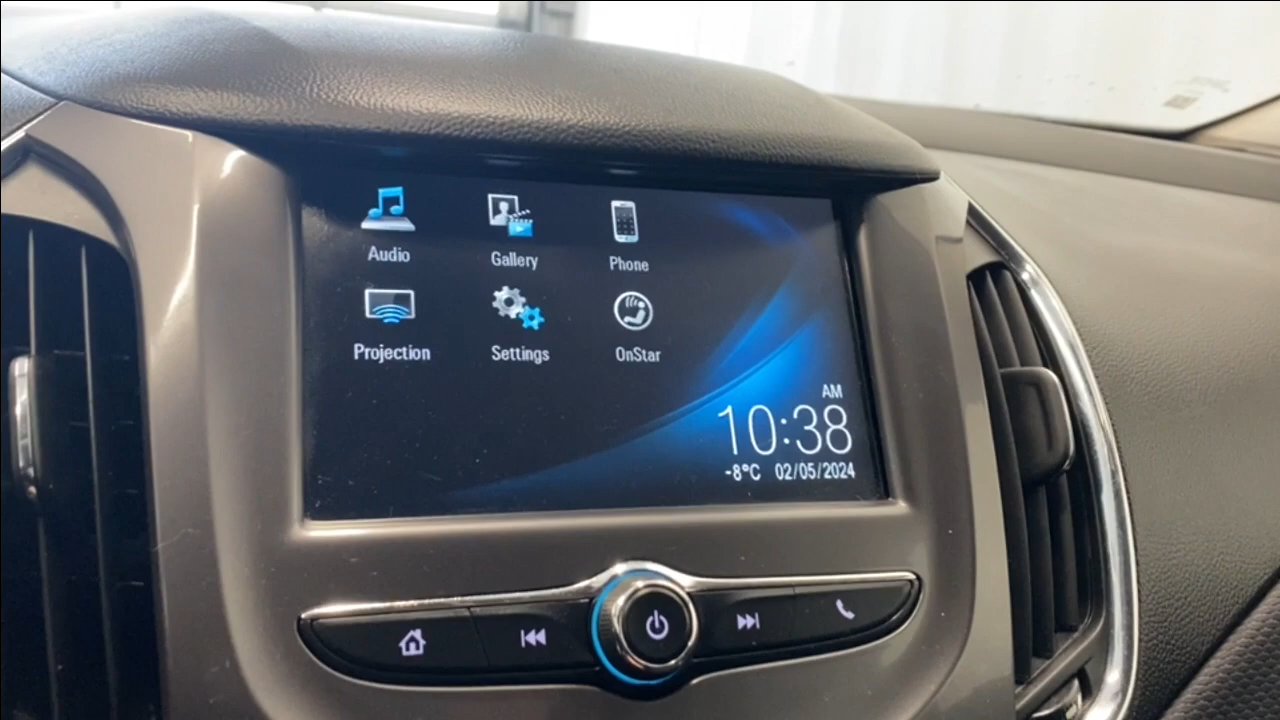 Audio
Gallery
Phone
Projection
Settings
OnStar
AM
10:38
-8°C 02/05/2024